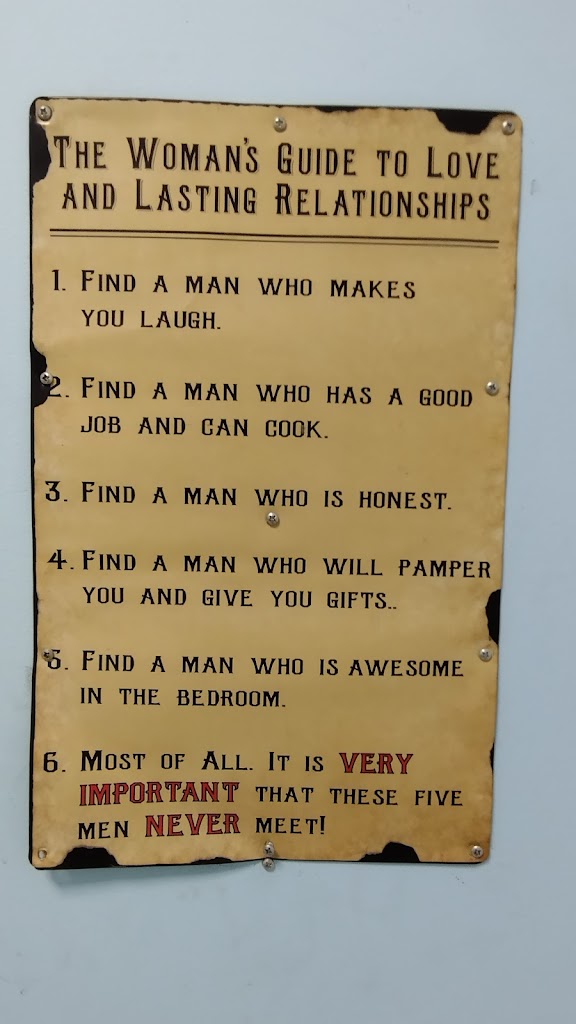 The Woman's Guide to Love
and Lasting Relationships
1. Find a man who makes
you laugh.
2. Find a man who has a good
job and can cook.
3. Find a man who is honest.
4. Find a man who will pamper
you and give you gifts..
5. Find a man who is awesome
in the bedroom.
6. Most of All. It is VERY
IMPORTANT that these five
men NEVER meet!